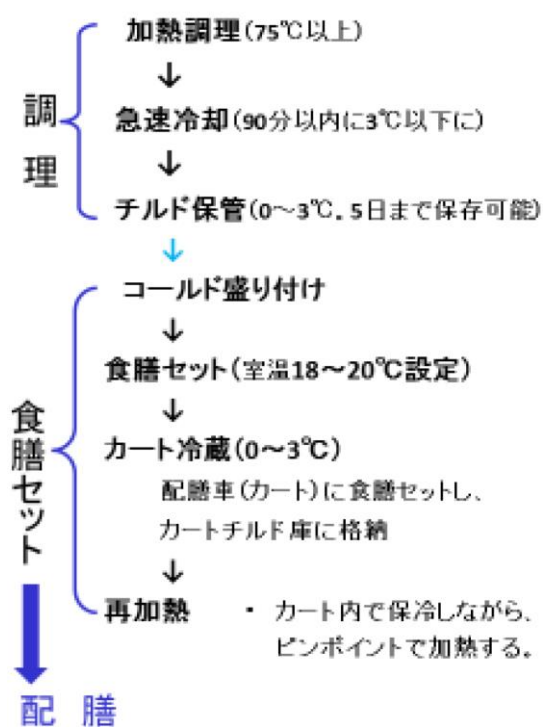 加熱調理(75℃以上)
↓
急速冷却(90分以内に3℃以下に)
↓
調理
チルド保管(0～3℃。5日まで保存可能)
↓
コールド盛り付け
↓
食膳セット(室温18～20℃設定)
↓
食膳セット
カート冷蔵(0～3℃)
配膳車(カート)に食膳セットし、
カートチルド庫に格納
↓
再加熱 ・ カート内で保冷しながら、
ピンポイントで加熱する。
配 膳